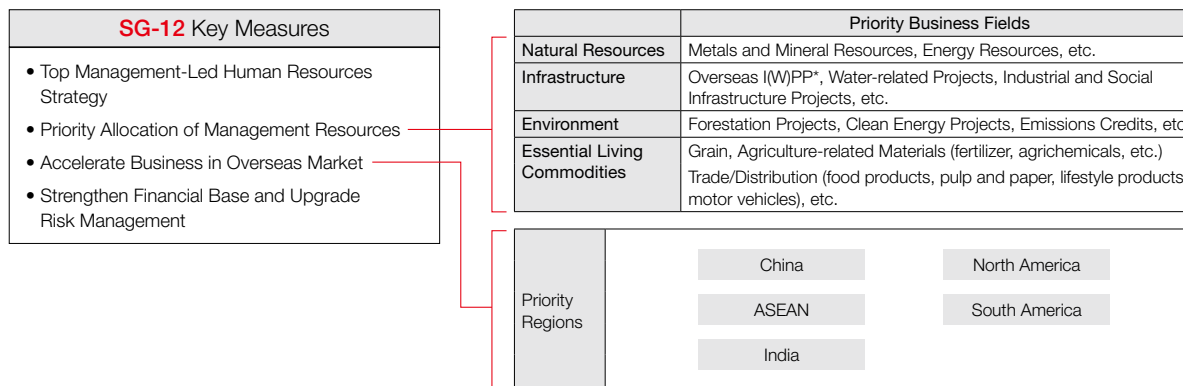 SG-12 Key Measures
• Top Management-Led Human Resources
Strategy
• Priority Allocation of Management Resources
• Accelerate Business in Overseas Market
• Strengthen Financial Base and Upgrade
Risk Management
Priority Business Fields
Natural Resources
Metals and Mineral Resources, Energy Resources, etc.
Infrastructure
Overseas I(W)PP*, Water-related Projects, Industrial and Social
Infrastructure Projects, etc.
Environment
Forestation Projects, Clean Energy Projects, Emissions Credits, etc
Essential Living
Commodities
Grain, Agriculture-related Materials (fertilizer, agrichemicals, etc.)
Trade/Distribution (food products, pulp and paper, lifestyle products
motor vehicles), etc.
Priority
Regions
China
North America
ASEAN
South America
India